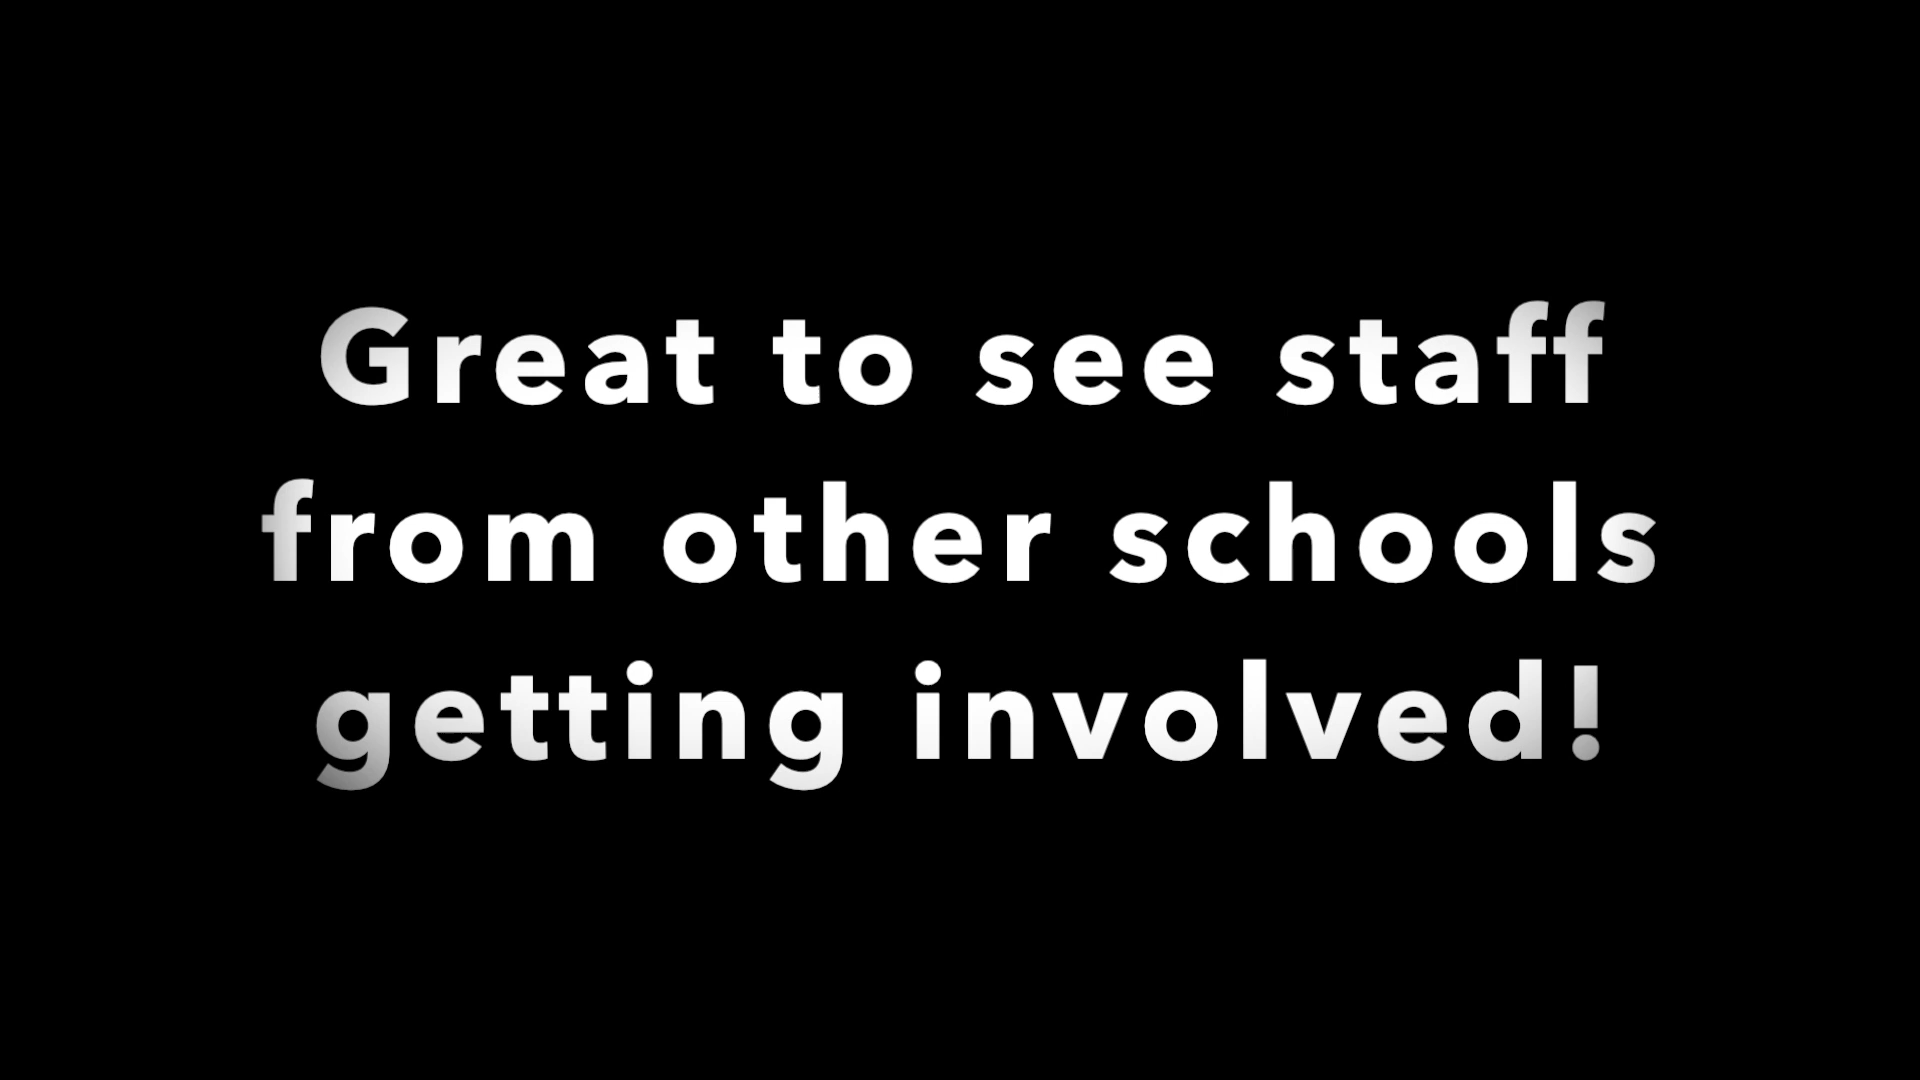 Great to see staff
from other schools
getting involved!